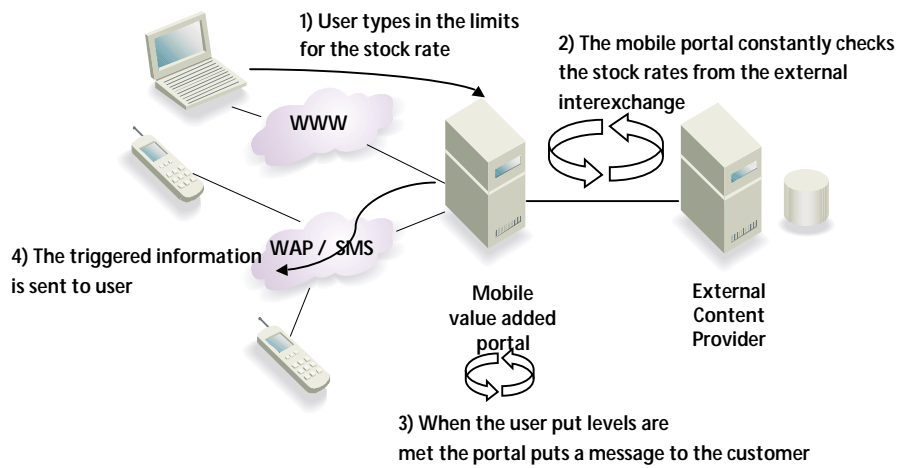 1) User types in the limits
for the stock rate
2) The mobile portal constantly checks
the stock rates from the external
interexchange
WWW
4) The triggered information
is sent to user
WAP / SMS
Mobile
value added
portal
External
Content
Provider
3) When the user put levels are
met the portal puts a message to the customer